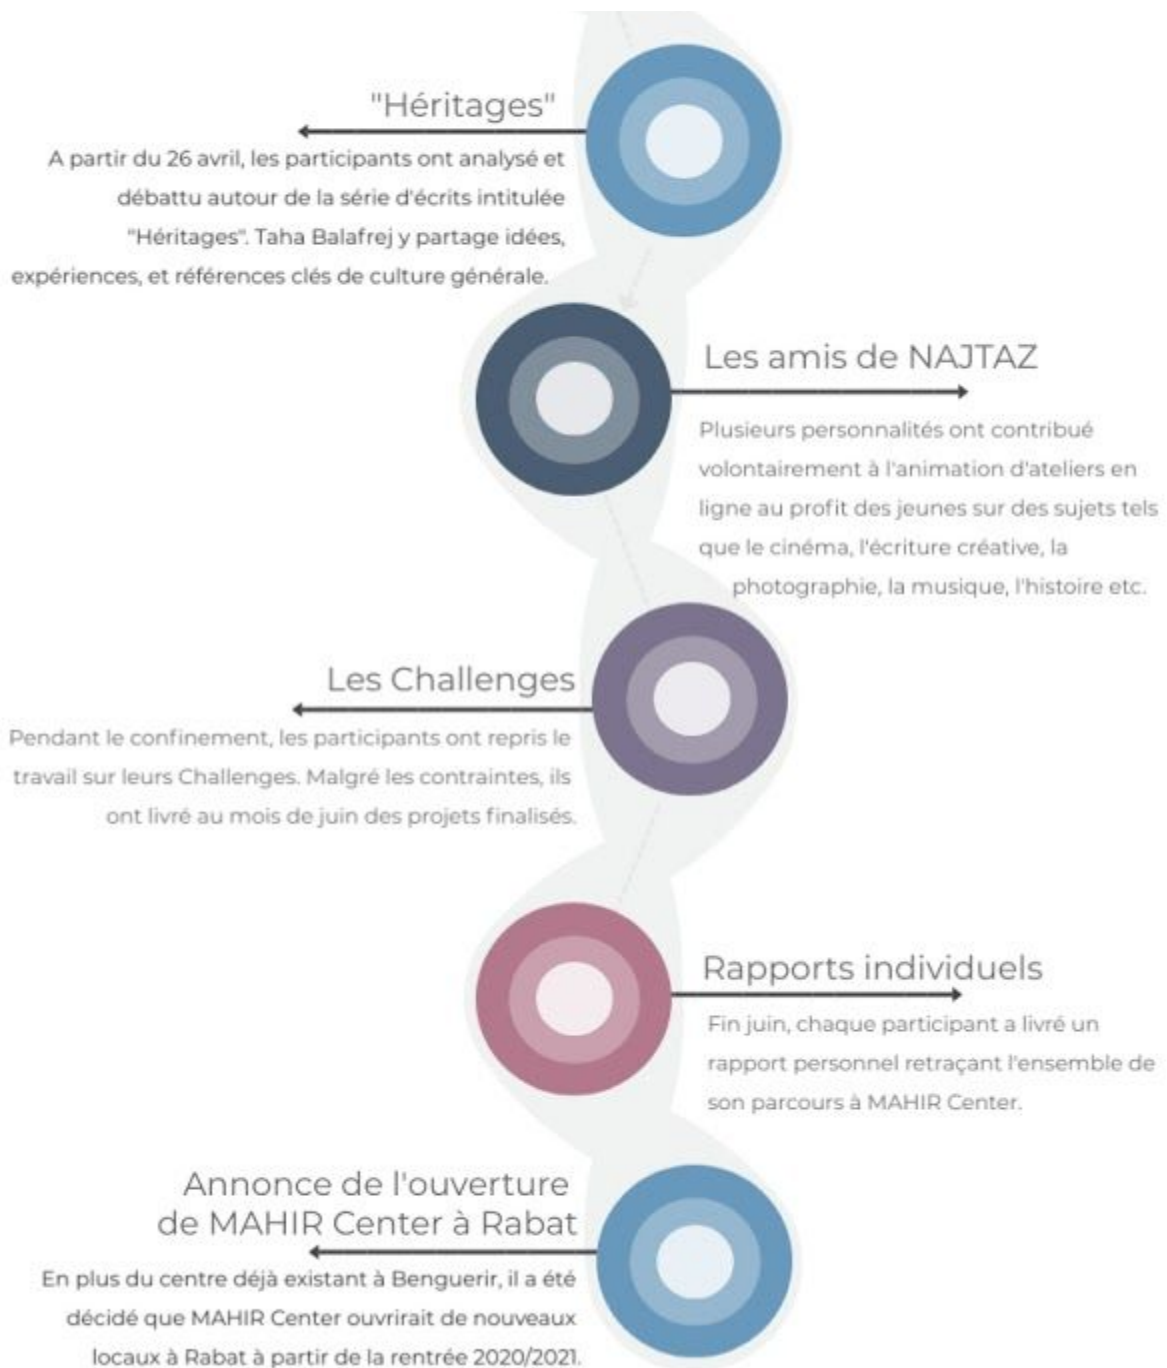 "Héritages"
A partir du 26 avril, les participants ont analysé et
débattu autour de la série d'écrits intitulée
"Héritages". Taha Balafrej y partage idées,
expériences, et références clés de culture générale.
Les amis de NAJTAZ
Plusieurs personnalités ont contribué
volontairement à l'animation d'ateliers en
ligne au profit des jeunes sur des sujets tels
que le cinéma, l'écriture créative, la
photographie, la musique, l'histoire etc.
Les Challenges
Pendant le confinement, les participants ont repris le
travail sur leurs Challenges. Malgré les contraintes, ils
ont livré au mois de juin des projets finalisés.
Rapports individuels
Fin juin, chaque participant a livré un
rapport personnel retraçant l'ensemble de
son parcours à MAHIR Center.
Annonce de l'ouverture
de MAHIR Center à Rabat
En plus du centre déjà existant à Benguerir, il a été
décidé que MAHIR Center ouvrirait de nouveaux
locaux à Rabat à partir de la rentrée 2020/2021.